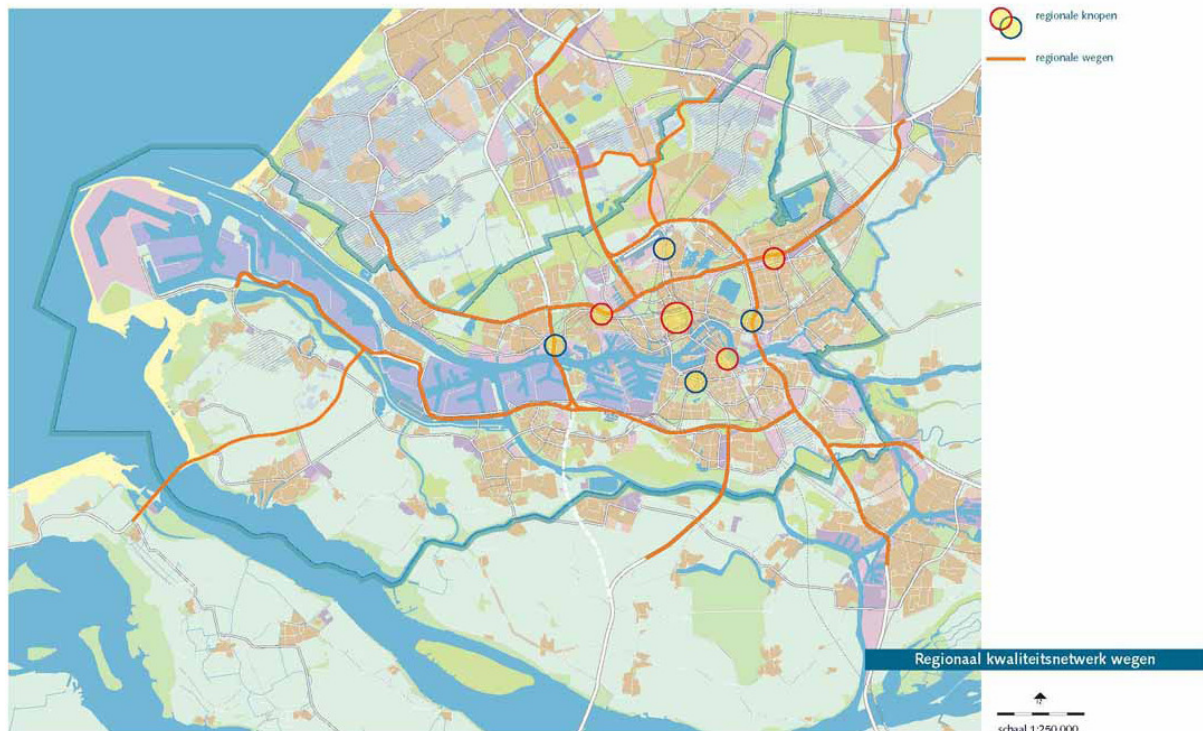 regionale knopen
regionale wegen
Regionaal kwaliteitsnetwerk wegen
schaal 1:250.000